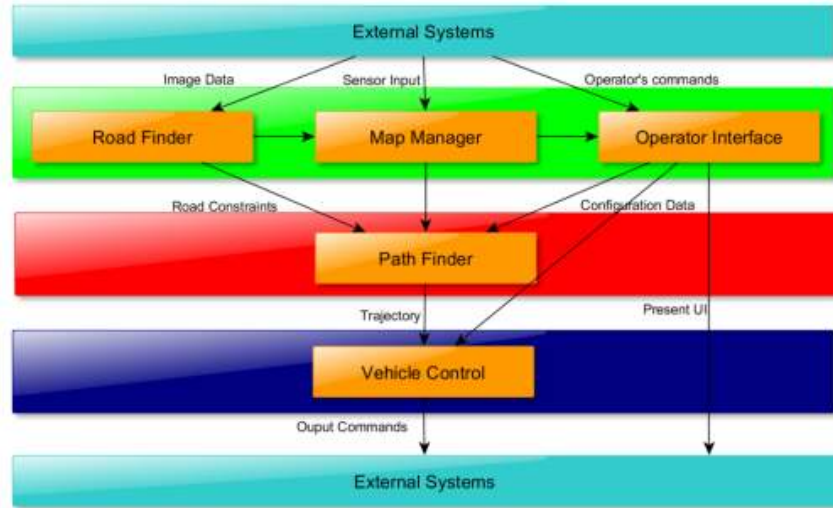 External Systems
Image Data
Sensor Input
Operator's commands
Road Finder
Map Manager
Operator Interface
Road Constraints
Configuration Data
Path Finder
Trajectory
Present UI
Vehicle Control
Ouput Commands
External Systems